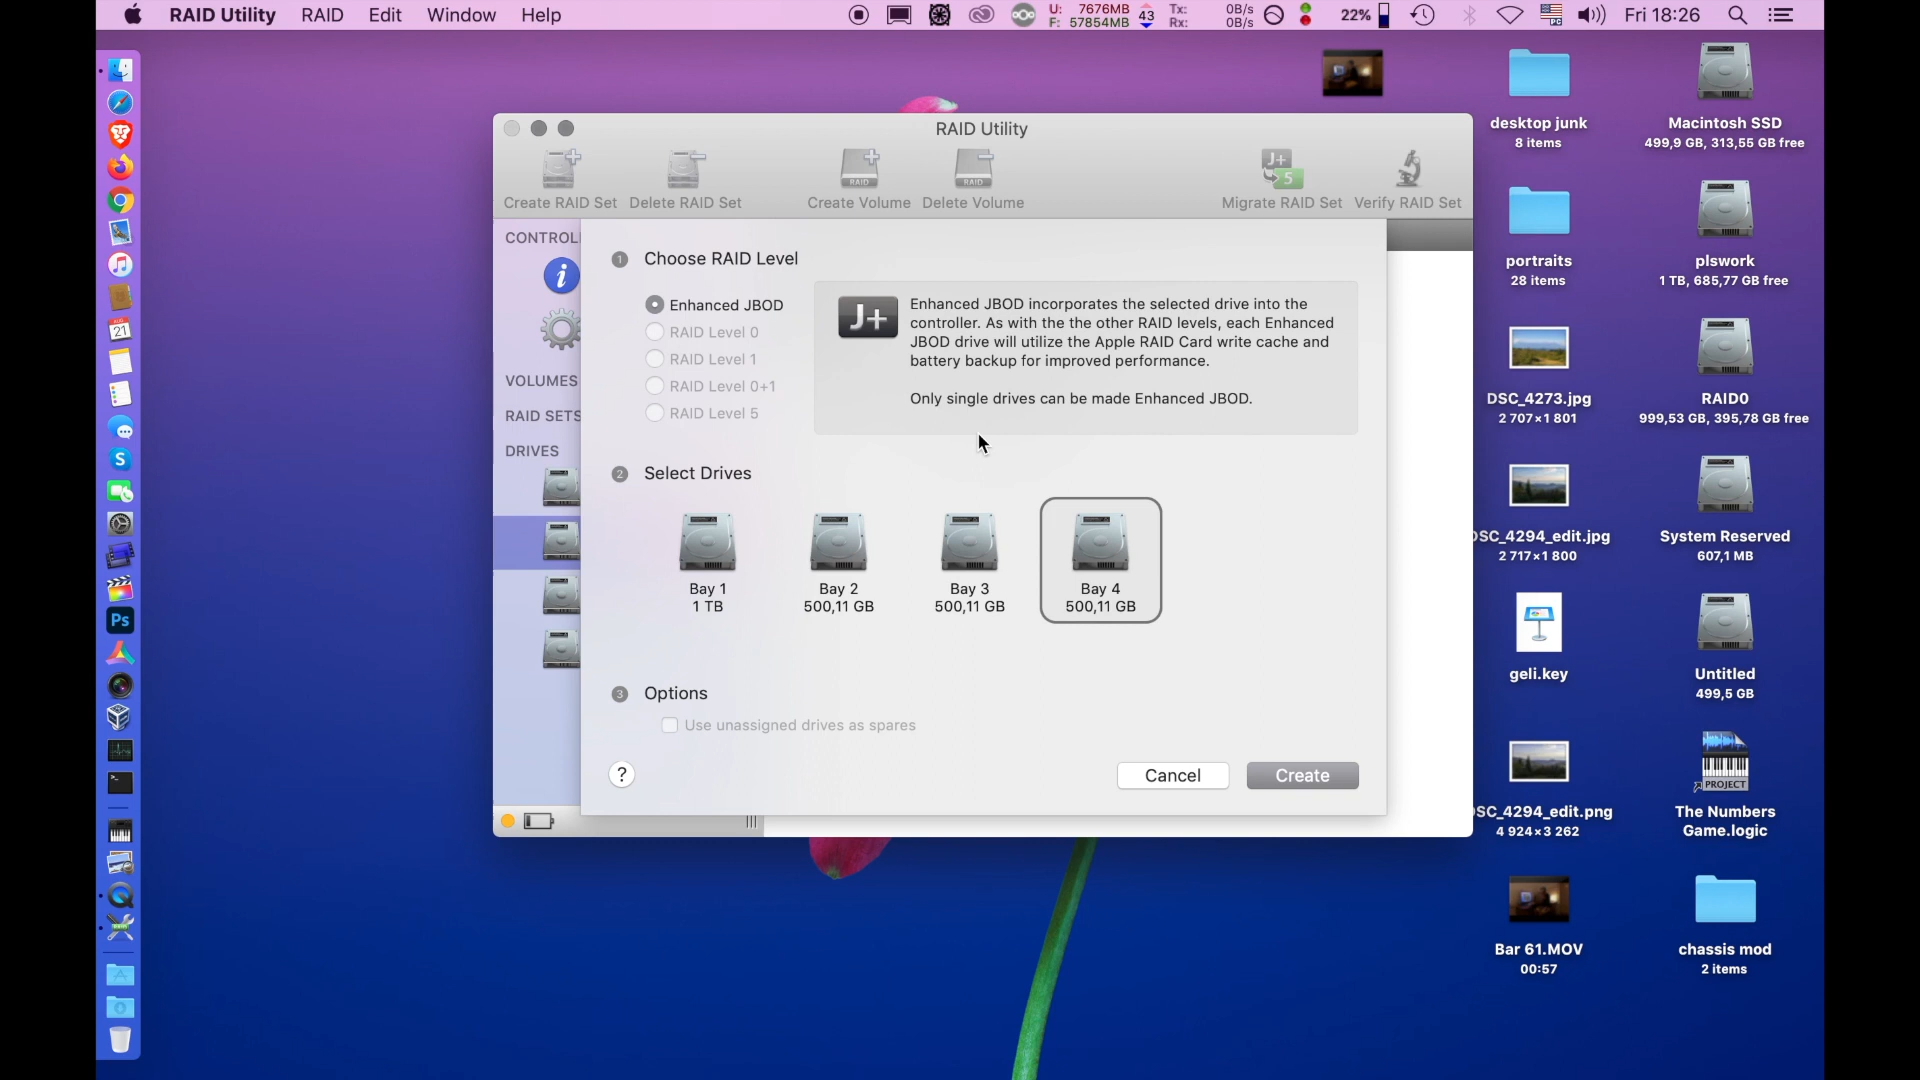 RAID Utility RAID Edit Window Help
U: 7676MB
F: 57854MB
43
Tx: 0B/s
Rx: 0B/s
22%
Fri 18:26
RAID Utility
Create RAID Set
Delete RAID Set
Create Volume
Delete Volume
Migrate RAID Set
Verify RAID Set
CONTROL
VOLUMES
RAID SETS
DRIVES
1 Choose RAID Level
Enhanced JBOD
RAID Level 0
RAID Level 1
RAID Level 0+1
RAID Level 5
J+
Enhanced JBOD incorporates the selected drive into the
controller. As with the the other RAID levels, each Enhanced
JBOD drive will utilize the Apple RAID Card write cache and
battery backup for improved performance.
Only single drives can be made Enhanced JBOD.
2 Select Drives
Bay 1
1 TB
Bay 2
500,11 GB
Bay 3
500,11 GB
Bay 4
500,11 GB
3 Options
Use unassigned drives as spares
?
Cancel
Create
desktop junk
8 items
portraits
28 items
DSC_4273.jpg
2 707×1 801
DSC_4294_edit.jpg
2 717×1 800
geli.key
SC_4294_edit.png
4 924×3 262
Bar 61.MOV
00:57
Macintosh SSD
499,9 GB, 313,55 GB free
plswork
1 TB, 685,77 GB free
RAID0
999,53 GB, 395,78 GB free
System Reserved
607,1 MB
Untitled
499,5 GB
PROJECT
The Numbers
Game.logic
chassis mod
2 items